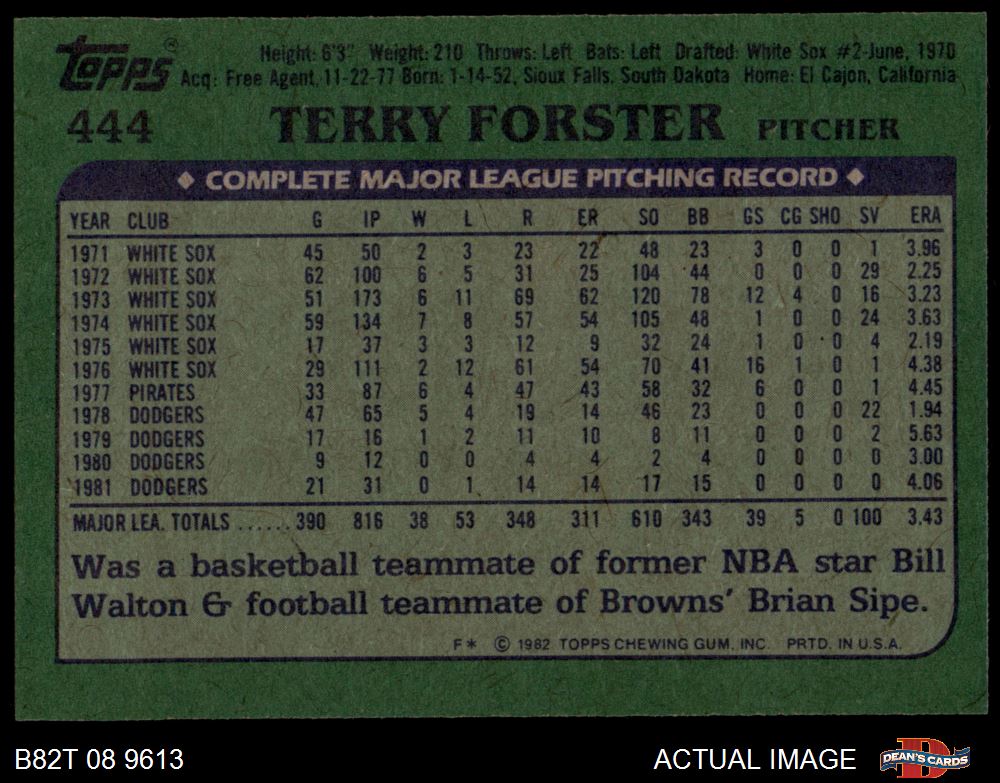 Topps® Height: 6'3" Weight: 210 Throws: Left Bats: Left Drafted: White Sox #2-June, 1970
Acq: Free Agent, 11-22-77 Born: 1-14-52, Sioux Falls, South Dakota Home: El Cajon, California
444 TERRY FORSTER PITCHER
◆ COMPLETE MAJOR LEAGUE PITCHING RECORD ◆
YEAR CLUB G IP W L R ER SO BB GS CG SHO SV ERA
1971 WHITE SOX 45 50 2 3 23 22 48 23 3 0 0 1 3.96
1972 WHITE SOX 62 100 6 5 31 25 104 44 0 0 0 29 2.25
1973 WHITE SOX 51 173 6 11 69 62 120 78 12 4 0 16 3.23
1974 WHITE SOX 59 134 7 8 57 54 105 48 1 0 0 24 3.63
1975 WHITE SOX 17 37 3 3 12 9 32 24 1 0 0 4 2.19
1976 WHITE SOX 29 111 2 12 61 54 70 41 16 1 0 1 4.38
1977 PIRATES 33 87 6 4 47 43 58 32 6 0 0 1 4.45
1978 DODGERS 47 65 5 4 19 14 46 23 0 0 0 22 1.94
1979 DODGERS 17 16 1 2 11 10 8 11 0 0 0 2 5.63
1980 DODGERS 9 12 0 0 4 4 2 4 0 0 0 0 3.00
1981 DODGERS 21 31 0 1 14 14 17 15 0 0 0 0 4.06
MAJOR LEA. TOTALS ...... 390 816 38 53 348 311 610 343 39 5 0 100 3.43
Was a basketball teammate of former NBA star Bill
Walton & football teammate of Browns' Brian Sipe.
F* © 1982 TOPPS CHEWING GUM, INC. PRTD. IN U.S.A.
B82T 08 9613 ACTUAL IMAGE DEAN'S CARDS